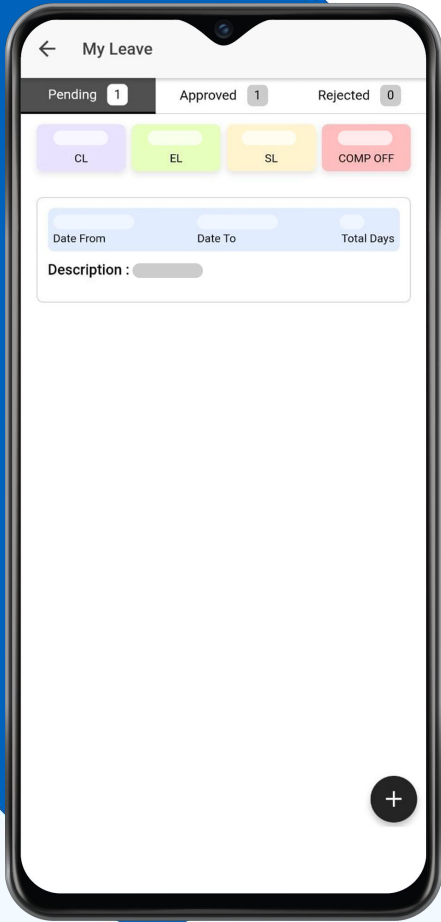 My Leave
Pending 1 Approved 1 Rejected 0
CL EL SL COMP OFF
Date From Date To Total Days
Description :